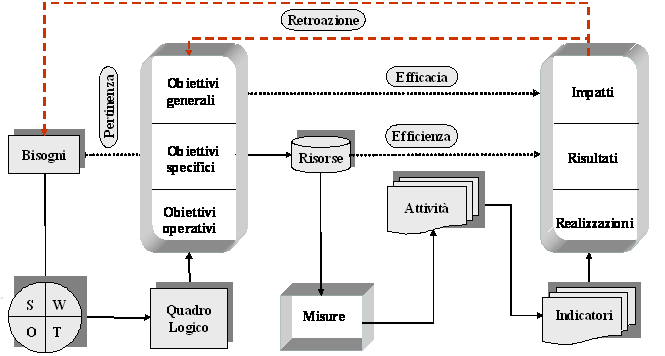 Retroazione
Pertinenza
Obiettivi
generali
Efficacia
Impatti
Bisogni
Obiettivi
specifici
Risorse
Efficienza
Risultati
Obiettivi
operativi
Attività
Realizzazioni
S W
O T
Quadro
Logico
Misure
Indicatori